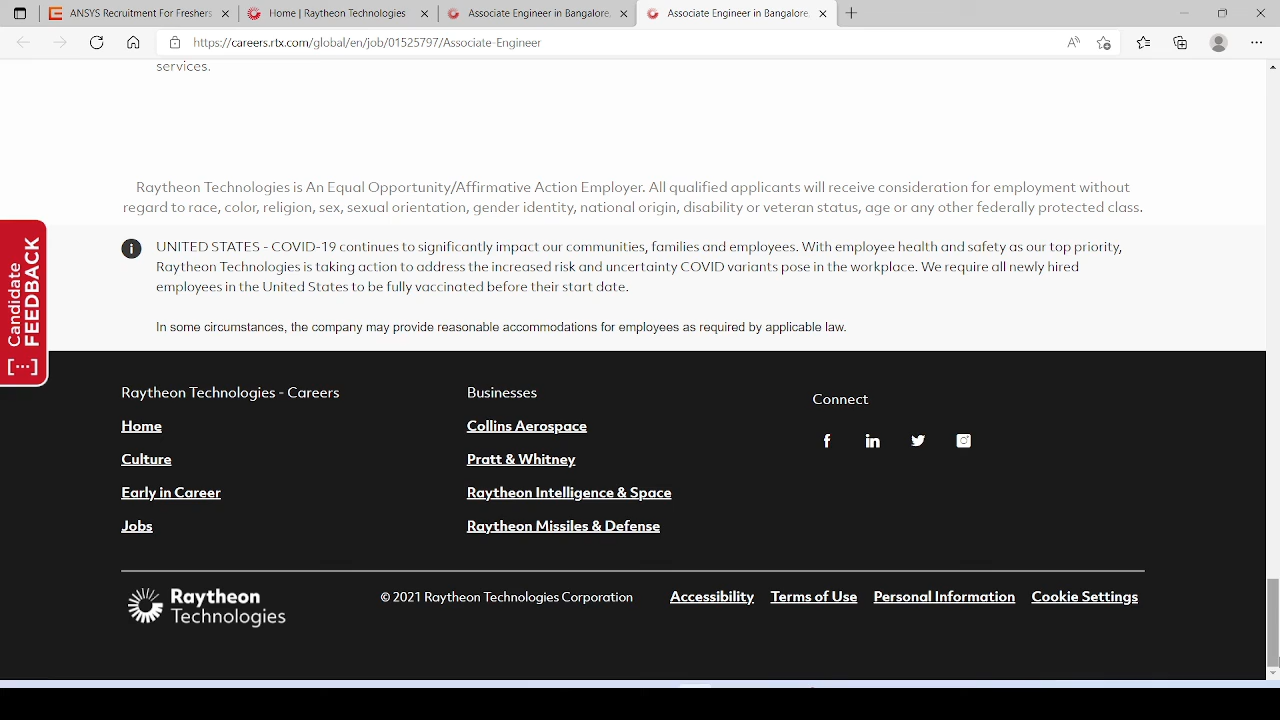 ANSYS Recruitment For Freshers
Home | Raytheon Technologies
Associate Engineer in Bangalore,
Associate Engineer in Bangalore,
https://careers.rtx.com/global/en/job/01525797/Associate-Engineer
services.
Raytheon Technologies is An Equal Opportunity/Affirmative Action Employer. All qualified applicants will receive consideration for employment without
regard to race, color, religion, sex, sexual orientation, gender identity, national origin, disability or veteran status, age or any other federally protected class.
UNITED STATES - COVID-19 continues to significantly impact our communities, families and employees. With employee health and safety as our top priority,
Raytheon Technologies is taking action to address the increased risk and uncertainty COVID variants pose in the workplace. We require all newly hired
employees in the United States to be fully vaccinated before their start date.
In some circumstances, the company may provide reasonable accommodations for employees as required by applicable law.
Candidate
FEEDBACK
[···]
Raytheon Technologies - Careers
Home
Culture
Early in Career
Jobs
Businesses
Collins Aerospace
Pratt & Whitney
Raytheon Intelligence & Space
Raytheon Missiles & Defense
Connect
Raytheon
Technologies
© 2021 Raytheon Technologies Corporation
Accessibility
Terms of Use
Personal Information
Cookie Settings